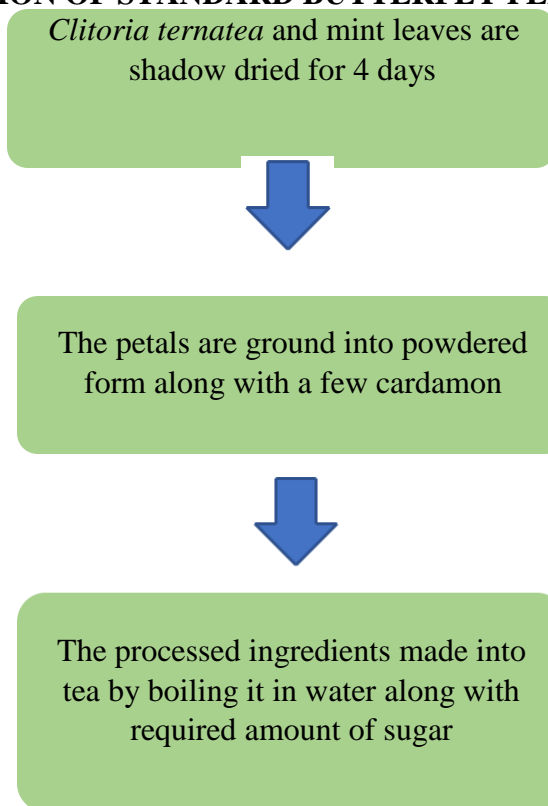 OF STANDARD
Clitoria ternatea and mint leaves are
shadow dried for 4 days
The petals are ground into powdered
form along with a few cardamon
The processed ingredients made into
tea by boiling it in water along with
required amount of sugar